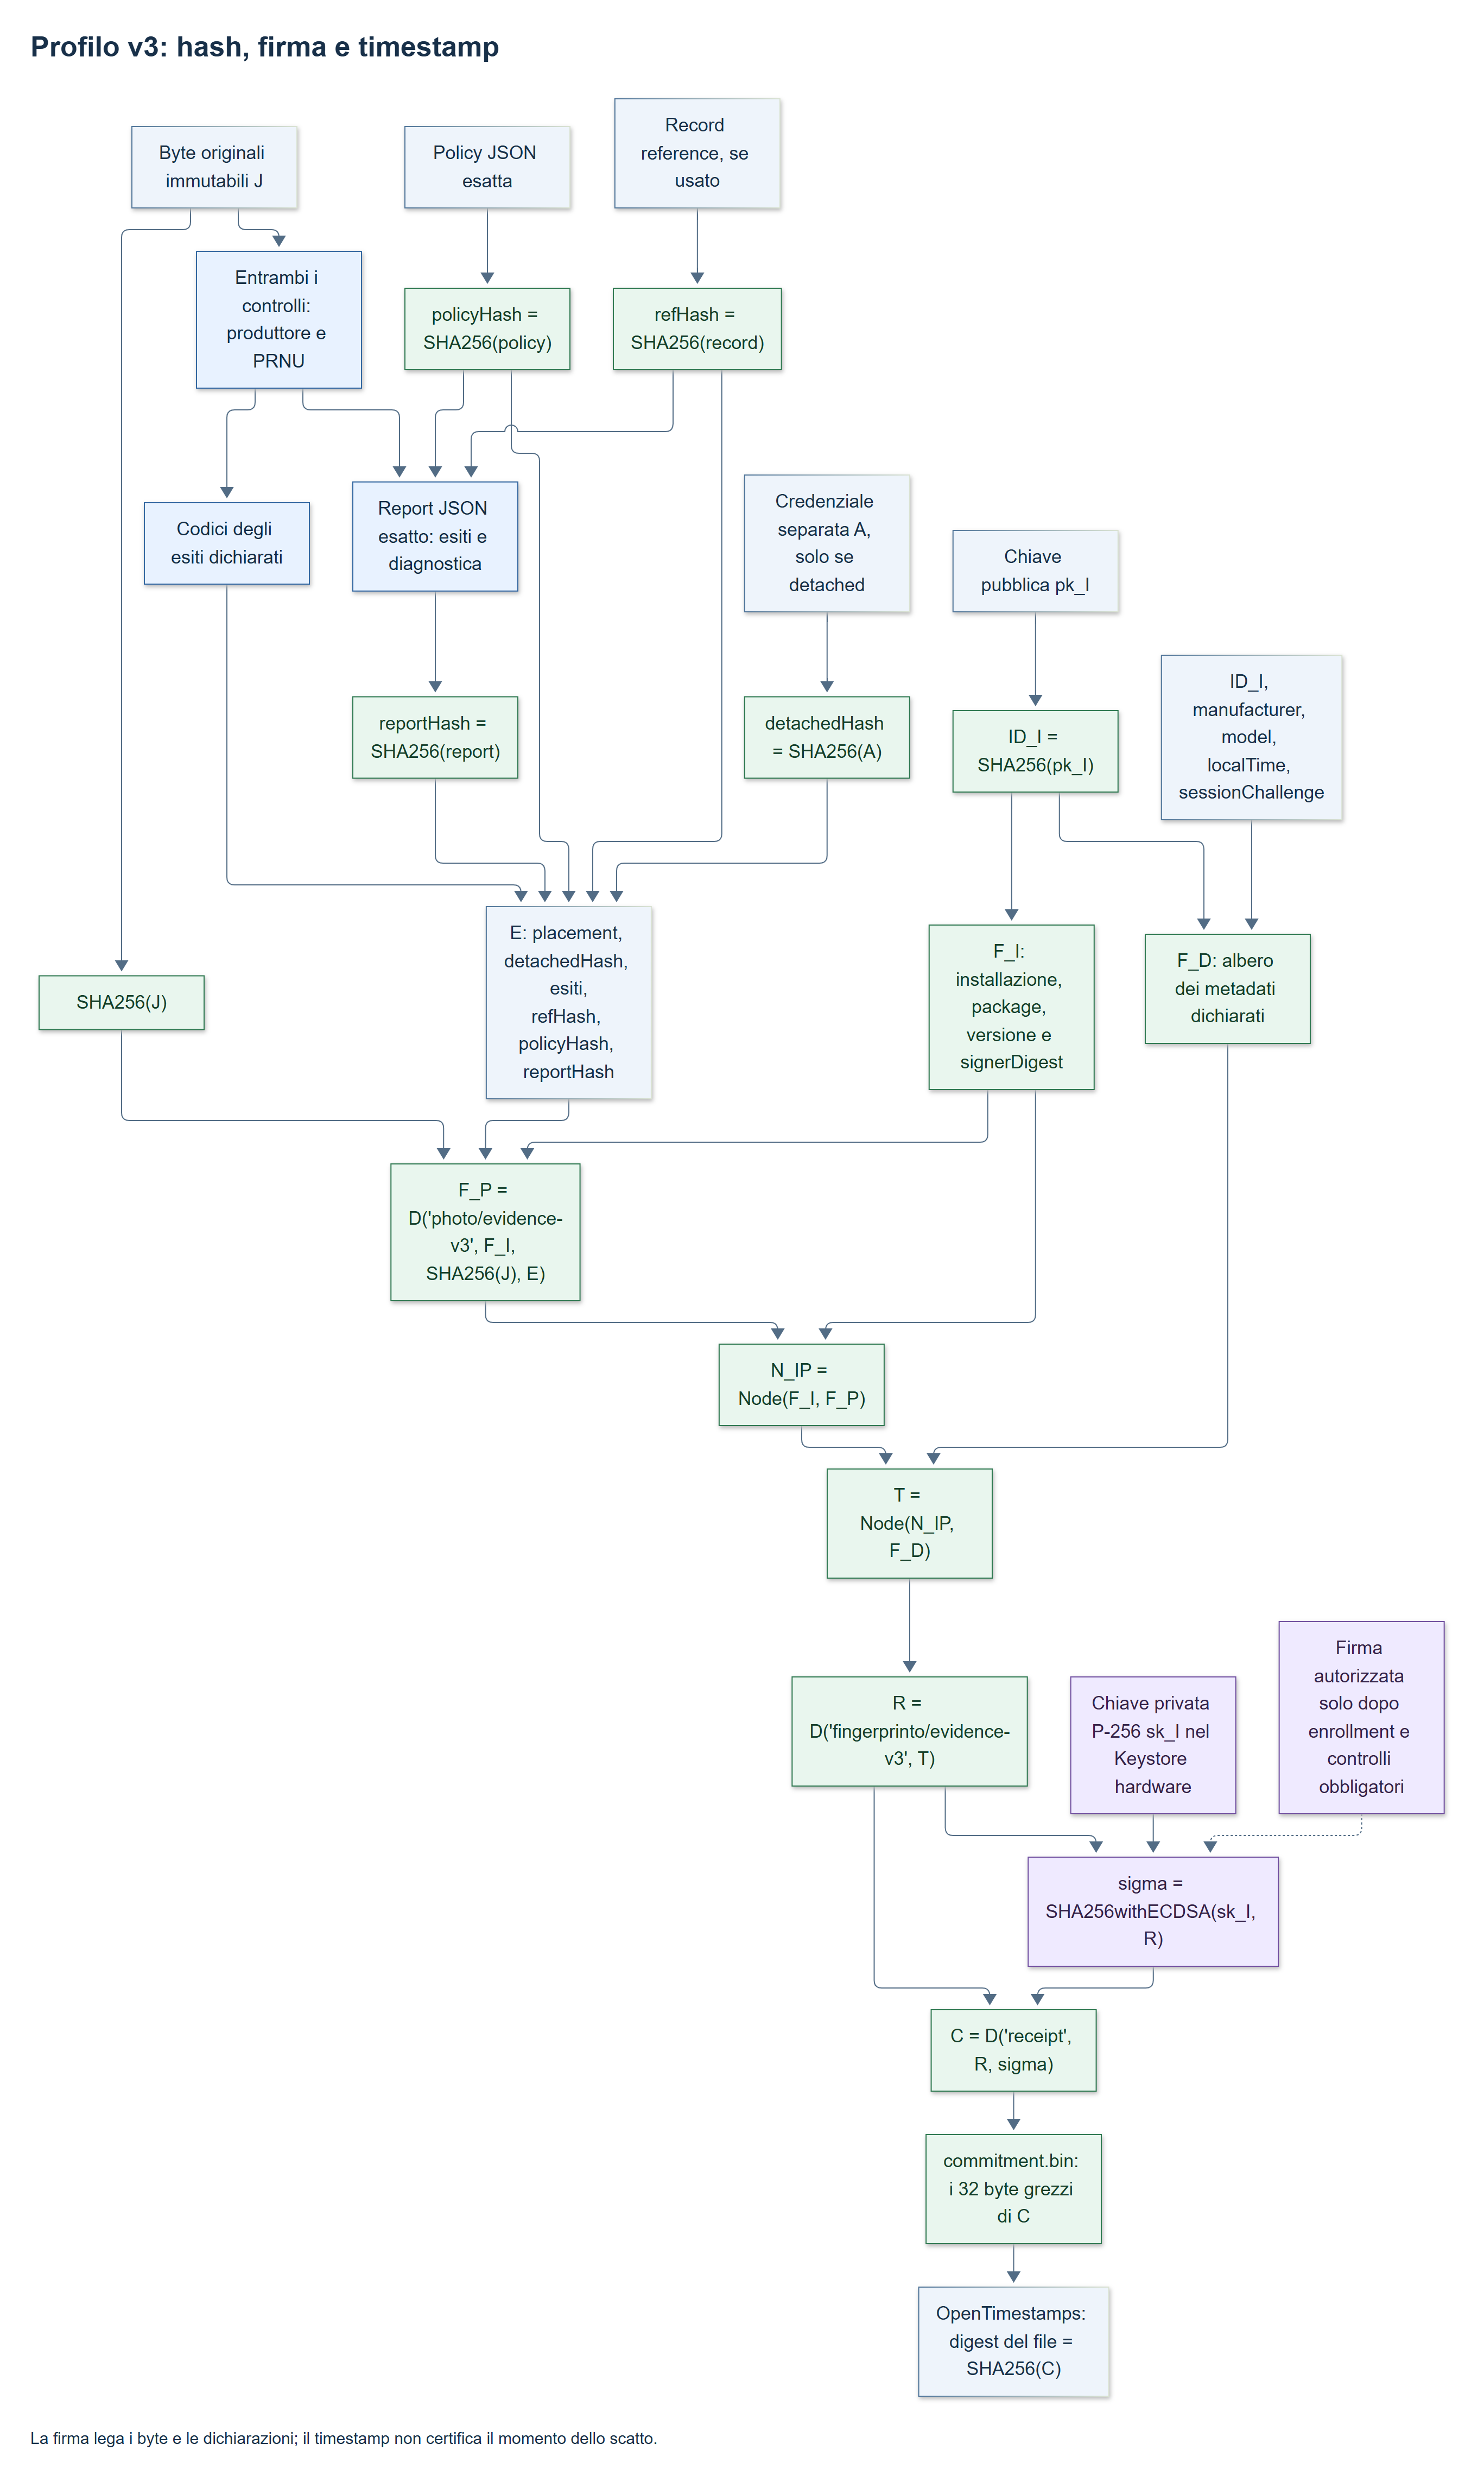 Profilo v3: hash, firma e timestamp
Byte originali
immutabili J
Policy JSON
esatta
Record
reference, se
usato
Entrambi i
controlli:
produttore e
PRNU
policyHash =
SHA256(policy)
refHash =
SHA256(record)
Codici degli
esiti dichiarati
Report JSON
esatto: esiti e
diagnostica
Credenziale
separata A,
solo se
detached
Chiave
pubblica pk_I
ID_I,
manufacturer,
model,
localTime,
sessionChallenge
reportHash =
SHA256(report)
detachedHash
= SHA256(A)
ID_I =
SHA256(pk_I)
SHA256(J)
E: placement,
detachedHash,
esiti,
refHash,
policyHash,
reportHash
F_I:
installazione,
package,
versione e
signerDigest
F_D: albero
dei metadati
dichiarati
F_P =
D('photo/evidence-
v3', F_I,
SHA256(J), E)
N_IP =
Node(F_I, F_P)
T =
Node(N_IP,
F_D)
R =
D('fingerprinto/evidence-
v3', T)
Chiave privata
P-256 sk_I nel
Keystore
hardware
Firma
autorizzata
solo dopo
enrollment e
controlli
obbligatori
sigma =
SHA256withECDSA(sk_I,
R)
C = D('receipt',
R, sigma)
commitment.bin:
i 32 byte grezzi
di C
OpenTimestamps:
digest del file =
SHA256(C)
La firma lega i byte e le dichiarazioni; il timestamp non certifica il momento dello scatto.